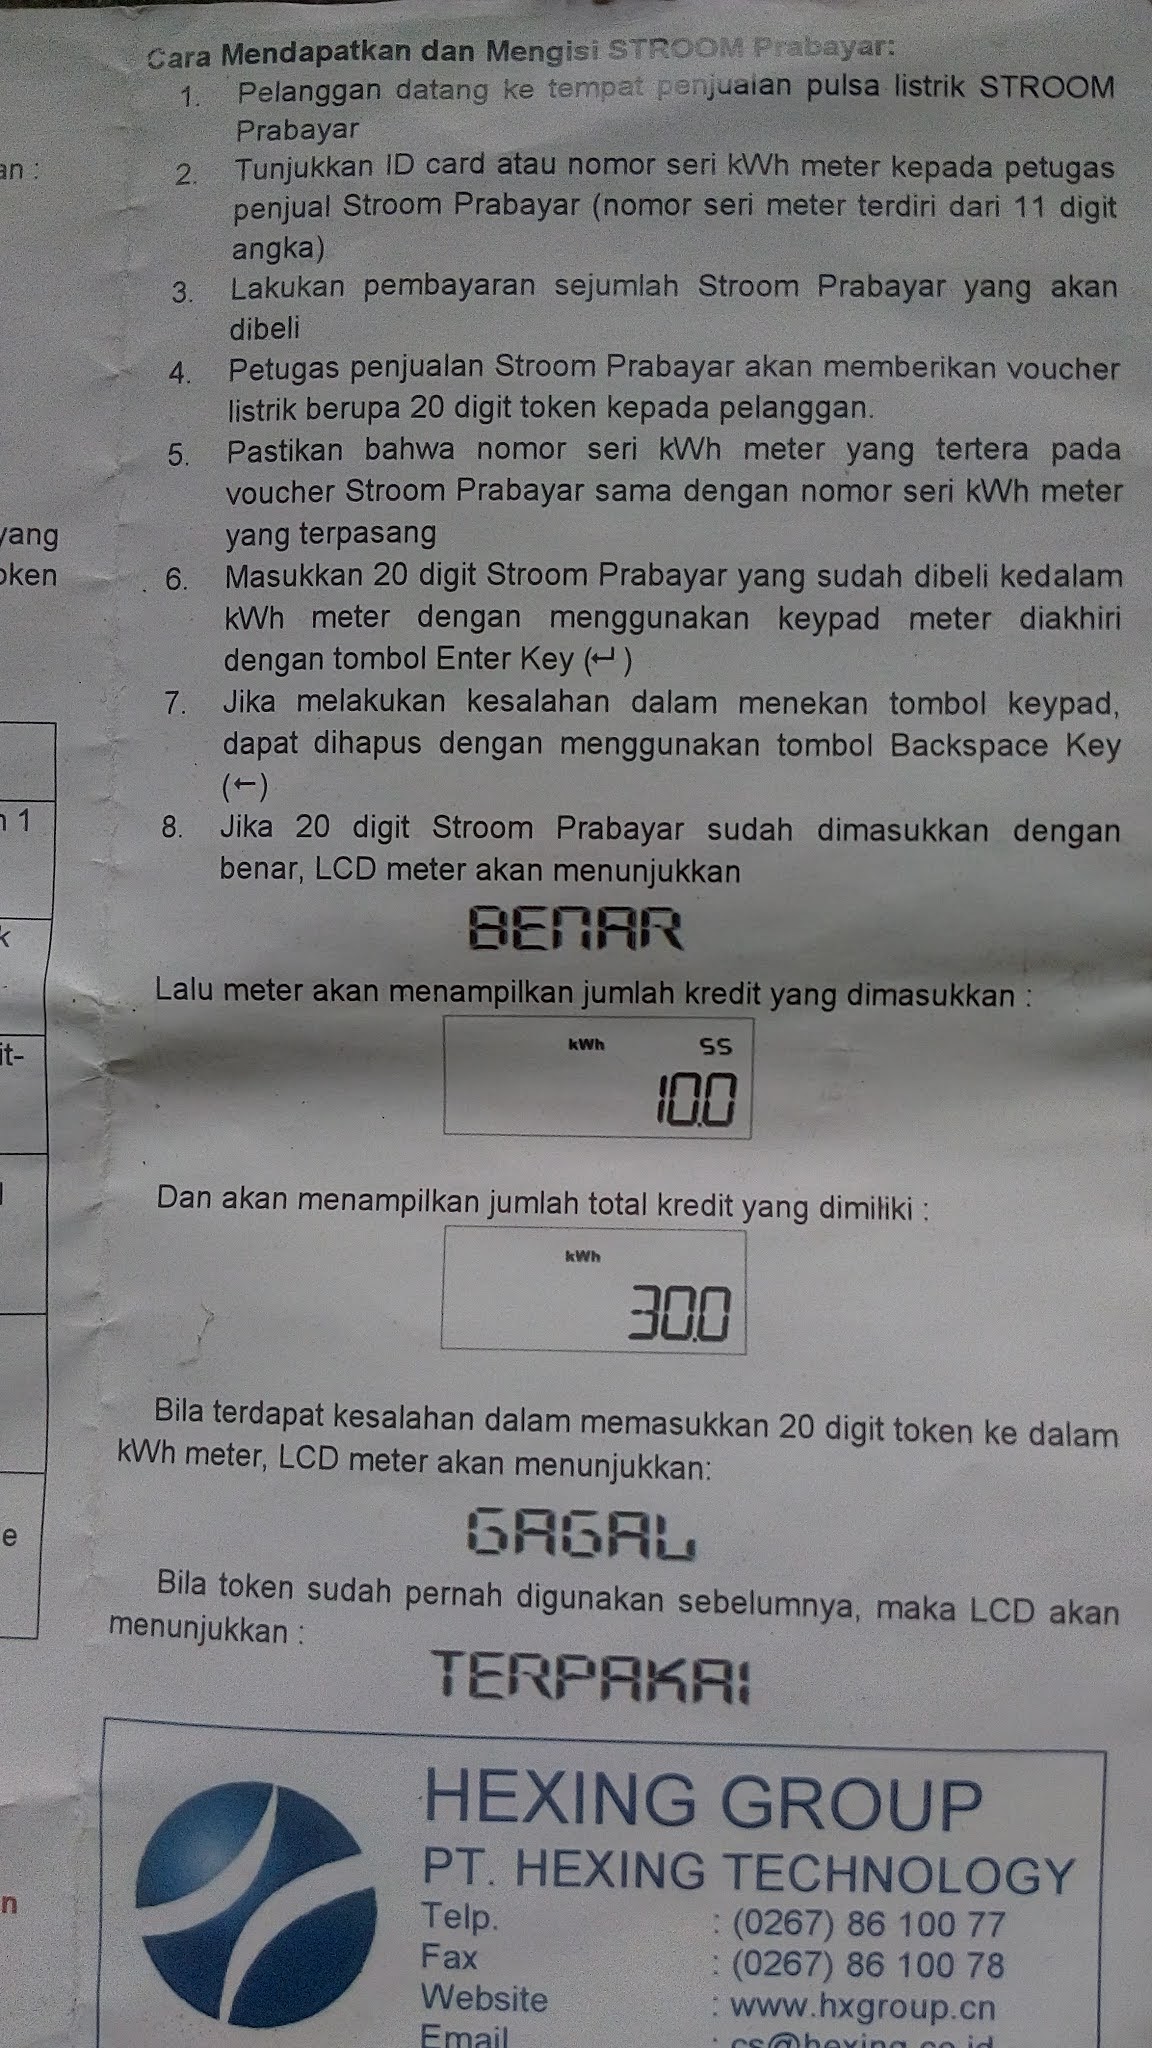 Cara Mendapatkan dan Mengisi STROOM Prabayar:
1. Pelanggan datang ke tempat penjualan pulsa listrik STROOM
Prabayar
2. Tunjukkan ID card atau nomor seri kWh meter kepada petugas
penjual Stroom Prabayar (nomor seri meter terdiri dari 11 digit
angka)
3. Lakukan pembayaran sejumlah Stroom Prabayar yang akan
dibeli
4. Petugas penjualan Stroom Prabayar akan memberikan voucher
listrik berupa 20 digit token kepada pelanggan.
5. Pastikan bahwa nomor seri kWh meter yang tertera pada
voucher Stroom Prabayar sama dengan nomor seri kWh meter
yang terpasang
6. Masukkan 20 digit Stroom Prabayar yang sudah dibeli kedalam
kWh meter dengan menggunakan keypad meter diakhiri
dengan tombol Enter Key (↵)
7. Jika melakukan kesalahan dalam menekan tombol keypad,
dapat dihapus dengan menggunakan tombol Backspace Key
(←)
8. Jika 20 digit Stroom Prabayar sudah dimasukkan dengan
benar, LCD meter akan menunjukkan
BENAR
Lalu meter akan menampilkan jumlah kredit yang dimasukkan :
kWh SS
10.0
Dan akan menampilkan jumlah total kredit yang dimiliki :
kWh
30.0
Bila terdapat kesalahan dalam memasukkan 20 digit token ke dalam
kWh meter, LCD meter akan menunjukkan:
GAGAL
Bila token sudah pernah digunakan sebelumnya, maka LCD akan
menunjukkan :
TERPAKAI
HEXING GROUP
PT. HEXING TECHNOLOGY
Telp. : (0267) 86 100 77
Fax : (0267) 86 100 78
Website : www.hxgroup.cn
Email : cs@hexing.co.id